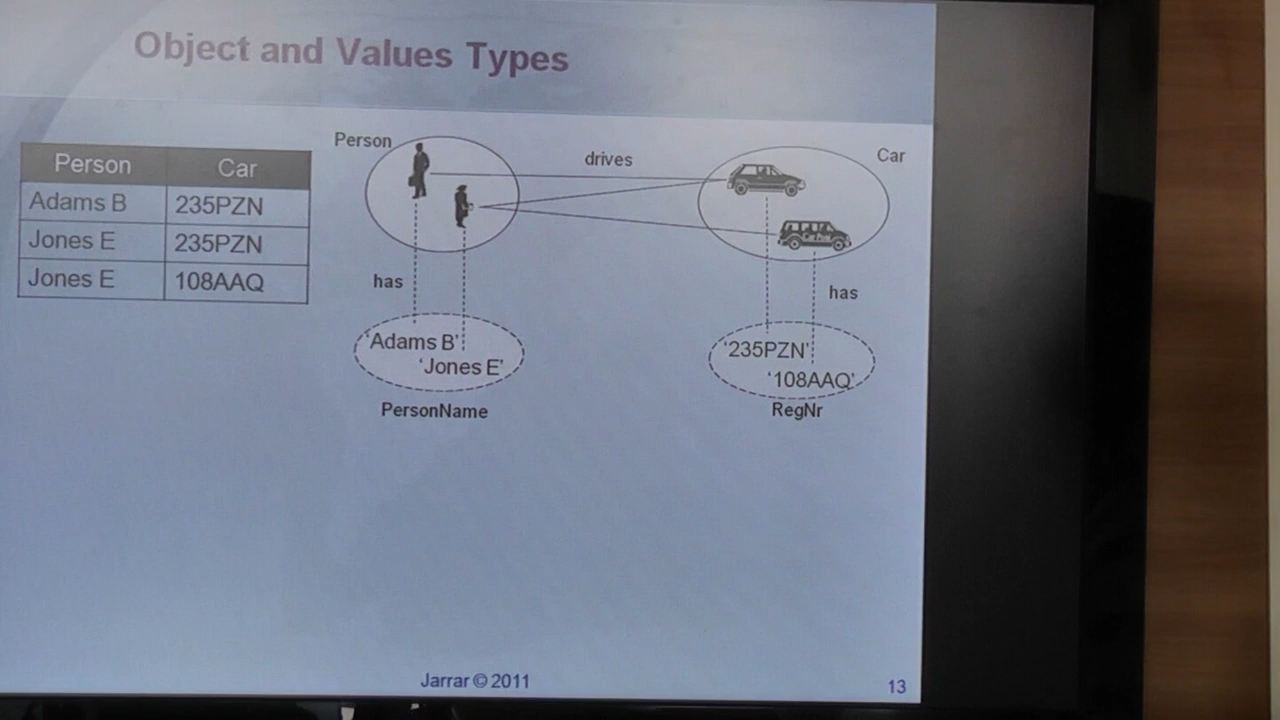 Object and Values Types
Person Car
Adams B 235PZN
Jones E 235PZN
Jones E 108AAQ
Person
drives
Car
has
has
'Adams B'
'Jones E'
PersonName
'235PZN'
'108AAQ'
RegNr
Jarrar © 2011
13